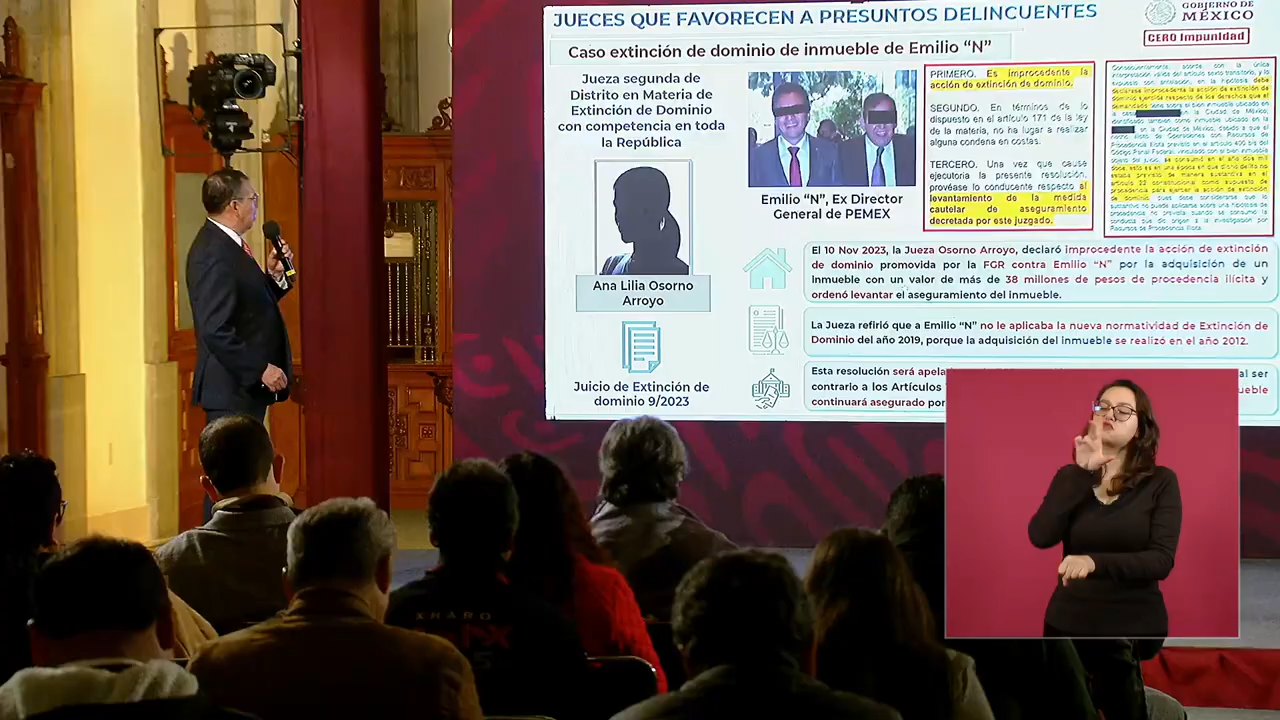 JUECES QUE FAVORECEN A PRESUNTOS DELINCUENTES
GOBIERNO DE
MÉXICO
CERO Impunidad
Caso extinción de dominio de inmueble de Emilio “N”
Jueza segunda de
Distrito en Materia de
Extinción de Dominio
con competencia en toda
la República
Ana Lilia Osorno
Arroyo
Juicio de Extinción de
dominio 9/2023
Emilio “N”, Ex Director
General de PEMEX
PRIMERO. Es improcedente la
acción de extinción de dominio.
SEGUNDO. En términos de lo
dispuesto en el artículo 171 de la ley
de la materia, no ha lugar a realizar
alguna condena en costas.
TERCERO. Una vez que cause
ejecutoria la presente resolución,
provéase lo conducente respecto al
levantamiento de la medida
cautelar de aseguramiento
decretada por este juzgado.
El 10 Nov 2023, la Jueza Osorno Arroyo, declaró improcedente la acción de extinción
de dominio promovida por la FGR contra Emilio “N” por la adquisición de un
inmueble con un valor de más de 38 millones de pesos de procedencia ilícita y
ordenó levantar el aseguramiento del inmueble.
La Jueza refirió que a Emilio “N” no le aplicaba la nueva normatividad de Extinción de
Dominio del año 2019, porque la adquisición del inmueble se realizó en el año 2012.
Esta resolución será apela al ser
contrario a los Artículos ueble
continuará asegurado por